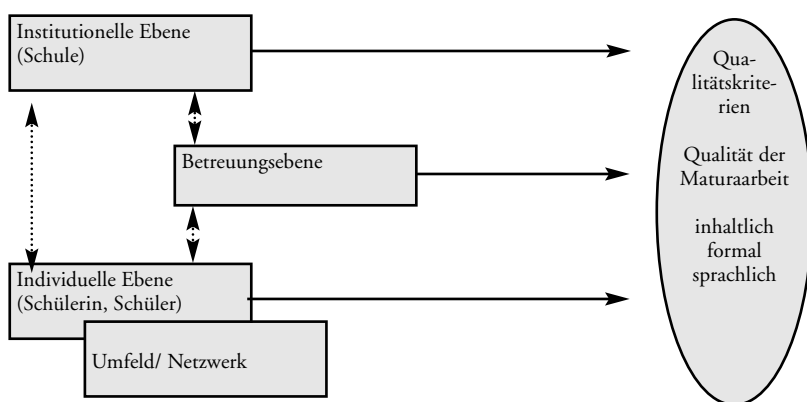 Institutionelle Ebene
(Schule)
Betreuungsebene
Individuelle Ebene
(Schülerin, Schüler)
Umfeld/ Netzwerk
Qua-
litätskrite-
rien
Qualität der
Maturaarbeit
inhaltlich
formal
sprachlich